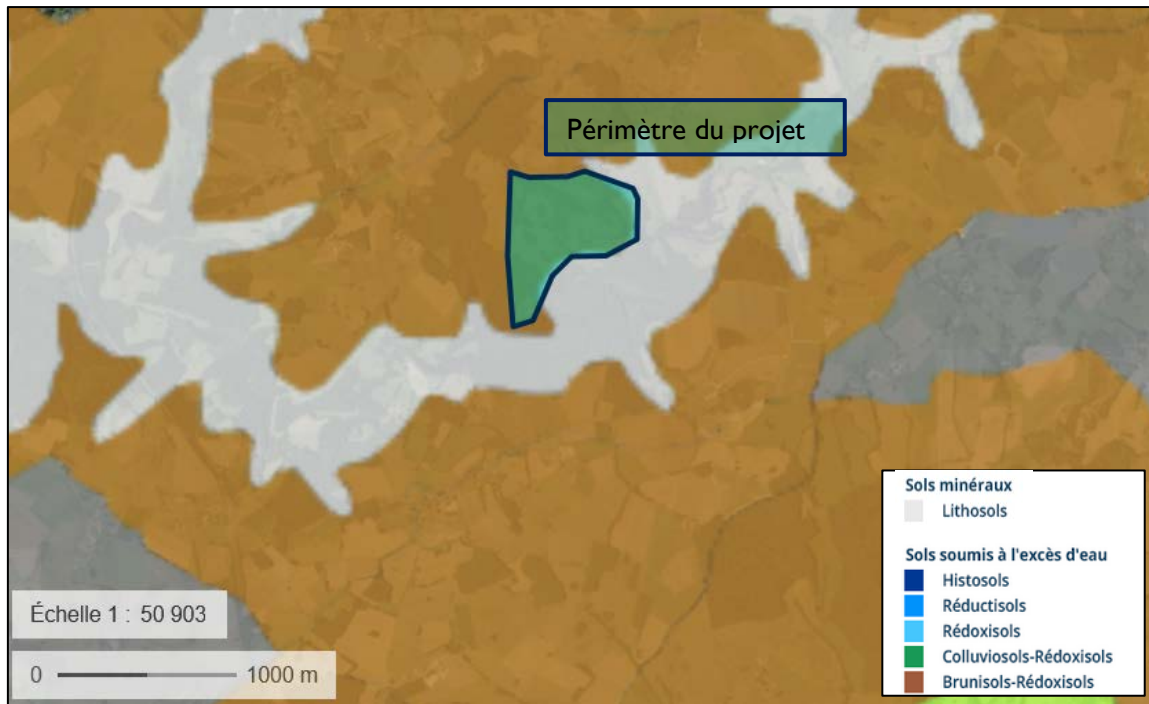 Périmètre du projet
Sols minéraux
Lithosols
Sols soumis à l'excès d'eau
Histosols
Réductisols
Rédoxisols
Colluviosols-Rédoxisols
Brunisols-Rédoxisols
Échelle 1 : 50 903
0 1000 m